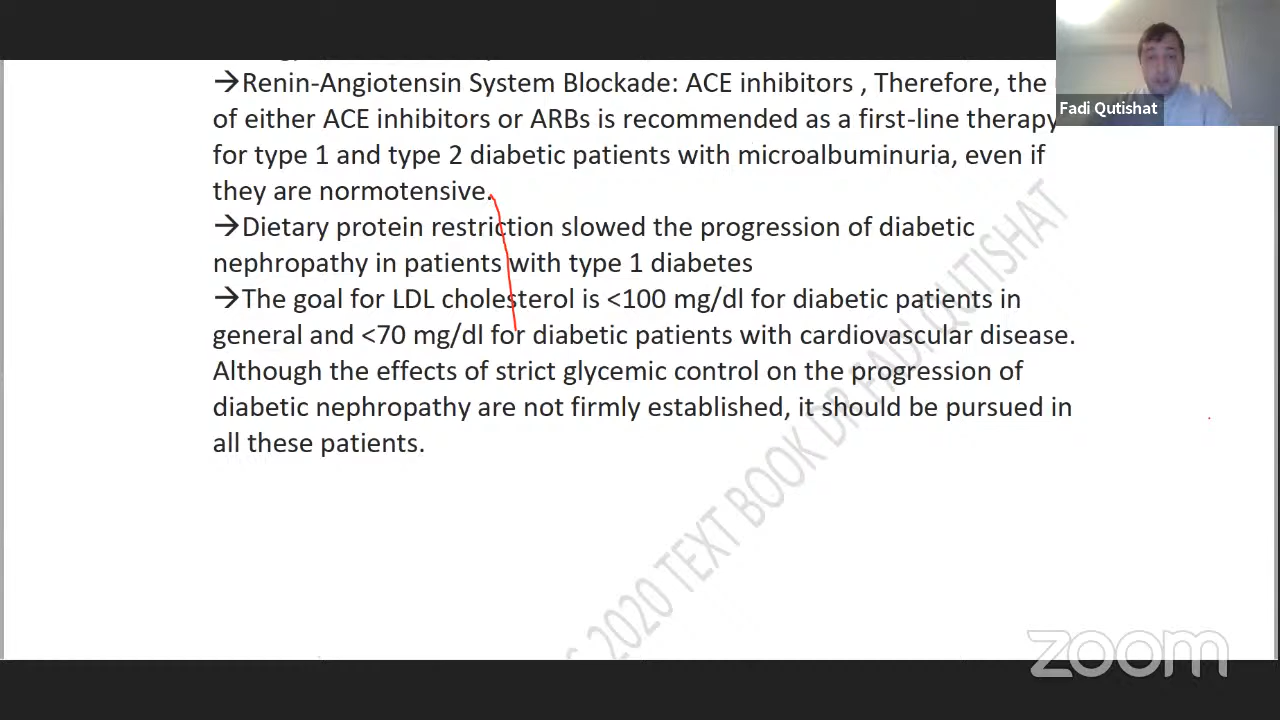 →Renin-Angiotensin System Blockade: ACE inhibitors , Therefore, the
of either ACE inhibitors or ARBs is recommended as a first-line therapy
for type 1 and type 2 diabetic patients with microalbuminuria, even if
they are normotensive.
→Dietary protein restriction slowed the progression of diabetic
nephropathy in patients with type 1 diabetes
→The goal for LDL cholesterol is <100 mg/dl for diabetic patients in
general and <70 mg/dl for diabetic patients with cardiovascular disease.
Although the effects of strict glycemic control on the progression of
diabetic nephropathy are not firmly established, it should be pursued in
all these patients.
Fadi Qutishat
2020 TEXT BOOK DR FADI QUTISHAT
zoom